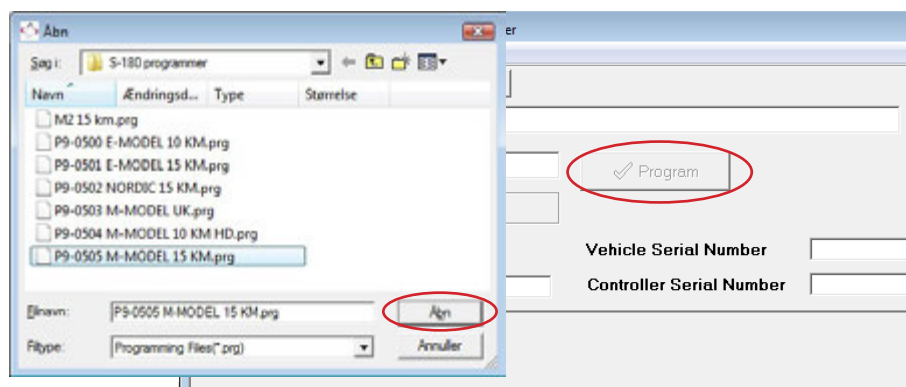 Åbn
er
Søg i: S-180 programmer
Navn Ændringsd... Type Størrelse
M2 15 km.prg
P9-0500 E-MODEL 10 KM.prg
P9-0501 E-MODEL 15 KM.prg
P9-0502 NORDIC 15 KM.prg
P9-0503 M-MODEL UK.prg
P9-0504 M-MODEL 10 KM HD.prg
P9-0505 M-MODEL 15 KM.prg
Filnavn: P9-0505 M-MODEL 15 KM.prg Åbn
Filtype: Programming Files(*.prg) Annuller
Program
Vehicle Serial Number
Controller Serial Number